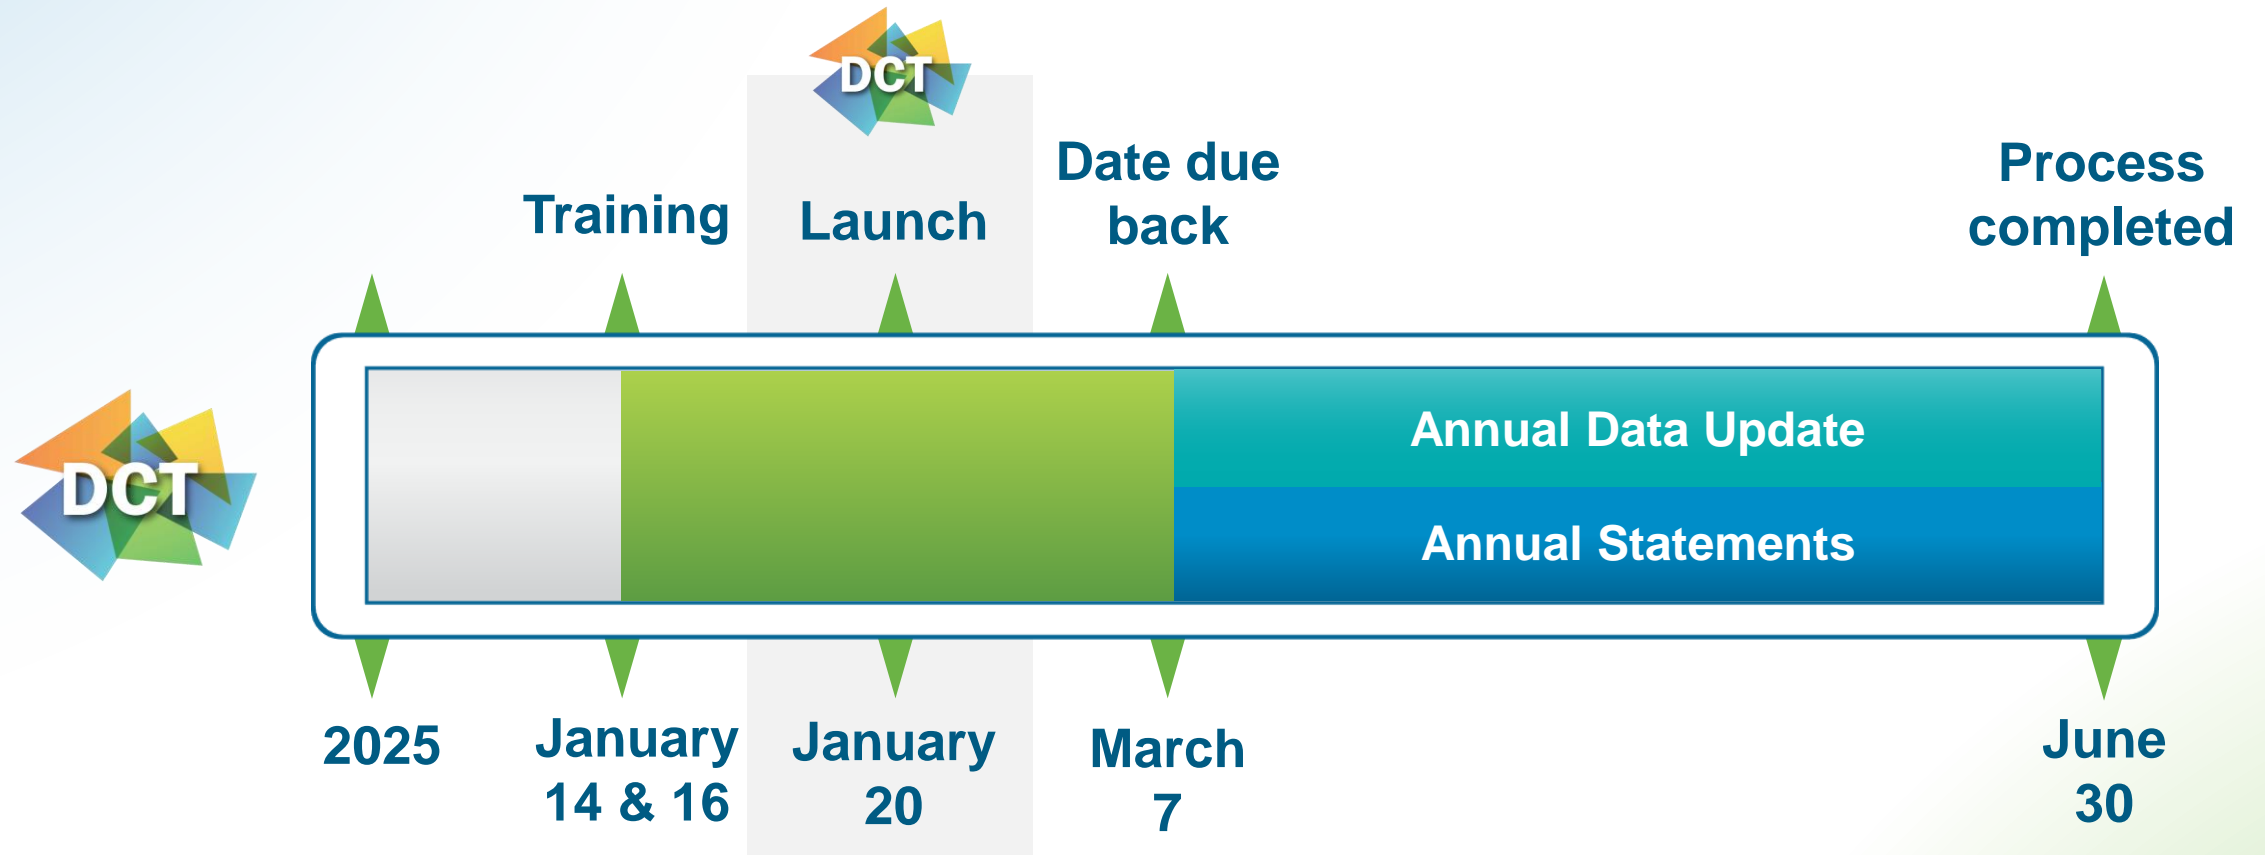 DCT
Training
Launch
Date due
back
Process
completed
DCT
Annual Data Update
Annual Statements
2025
January
14 & 16
January
20
March
7
June
30